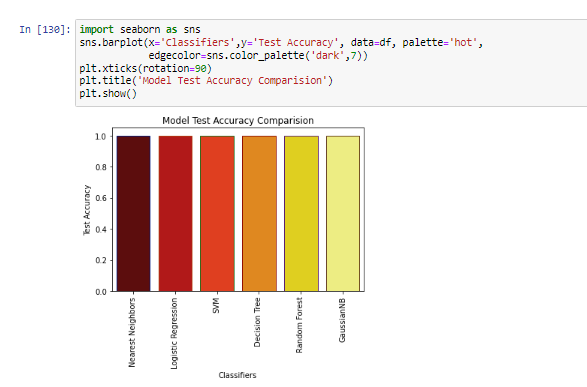 In [130]: import seaborn as sns
sns.barplot(x='Classifiers',y='Test Accuracy', data=df, palette='hot',
edgecolor=sns.color_palette('dark',7))
plt.xticks(rotation=90)
plt.title('Model Test Accuracy Comparision')
plt.show()
Model Test Accuracy Comparision
1.0
0.8
0.6
0.4
0.2
0.0
Test Accuracy
Nearest Neighbors
Logistic Regression
SVM
Decision Tree
Random Forest
GaussianNB
Classifiers